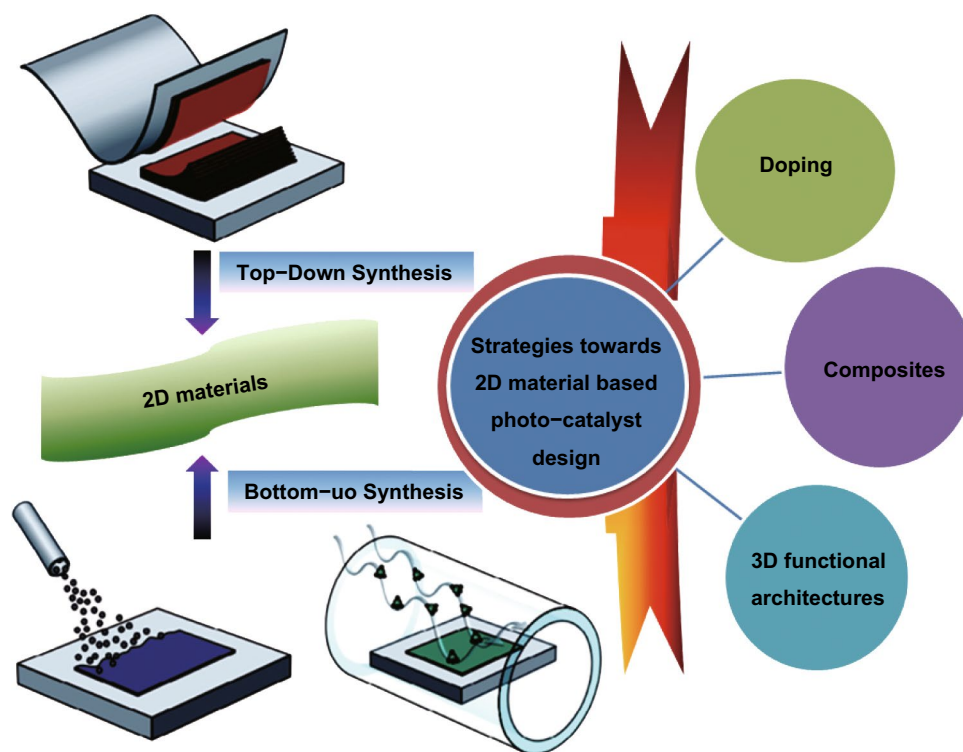 Top−Down Synthesis
2D materials
Bottom−uo Synthesis
Strategies towards
2D material based
photo−catalyst
design
Doping
Composites
3D functional
architectures